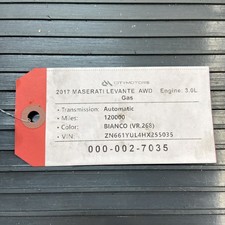 2017 MASERATI LEVANTE AWD Engine: 3.0L
Gas
• Transmission: Automatic
• Miles: 120000
• Color: BIANCO (VR,268)
• VIN: ZN661YUL4HX255035
000-002-7035